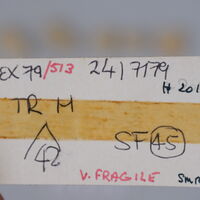 EX79/513 24/7/79
H 201
TR H
42 SF 45
V. FRAGILE